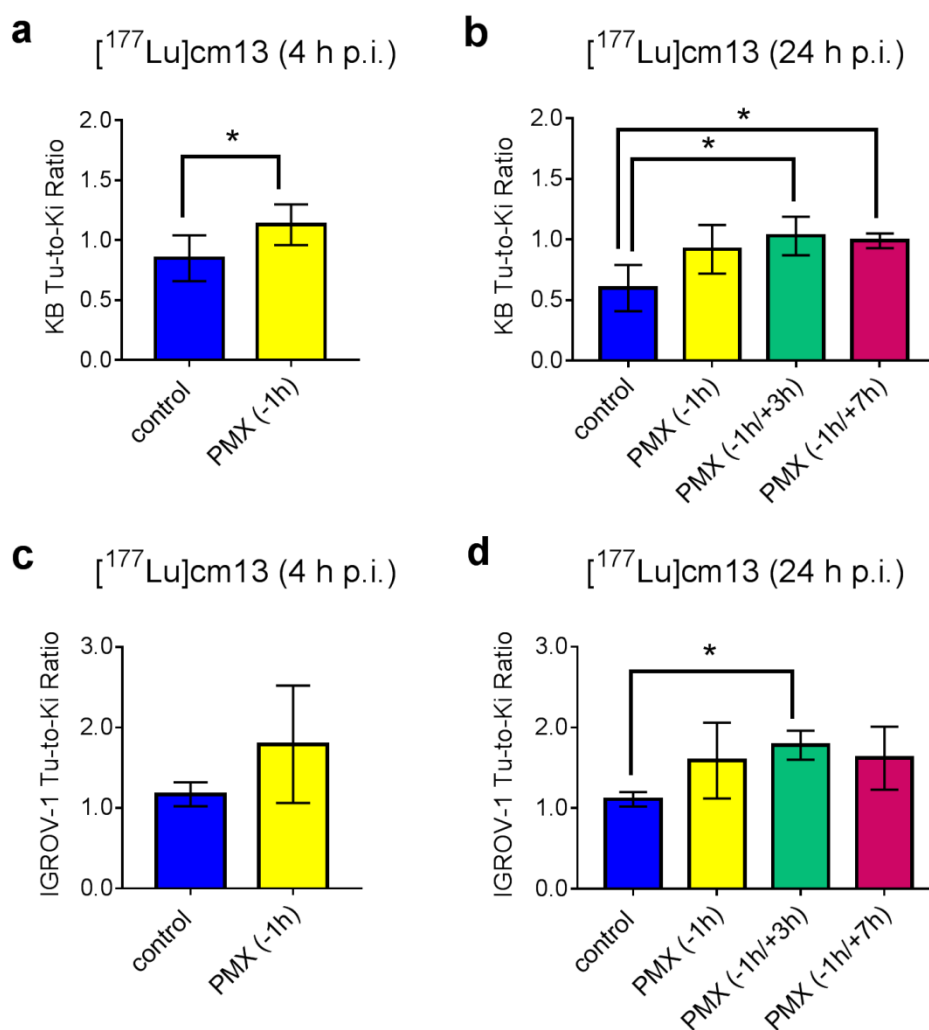 a
[¹⁷⁷Lu]cm13 (4 h p.i.)
KB Tu-to-Ki Ratio
2.0
1.5
1.0
0.5
0.0
*
control
PMX (-1h)
b
[¹⁷⁷Lu]cm13 (24 h p.i.)
KB Tu-to-Ki Ratio
2.0
1.5
1.0
0.5
0.0
*
*
control
PMX (-1h)
PMX (-1h/+3h)
PMX (-1h/+7h)
c
[¹⁷⁷Lu]cm13 (4 h p.i.)
IGROV-1 Tu-to-Ki Ratio
3.0
2.0
1.0
0.0
control
PMX (-1h)
d
[¹⁷⁷Lu]cm13 (24 h p.i.)
IGROV-1 Tu-to-Ki Ratio
3.0
2.0
1.0
0.0
*
control
PMX (-1h)
PMX (-1h/+3h)
PMX (-1h/+7h)